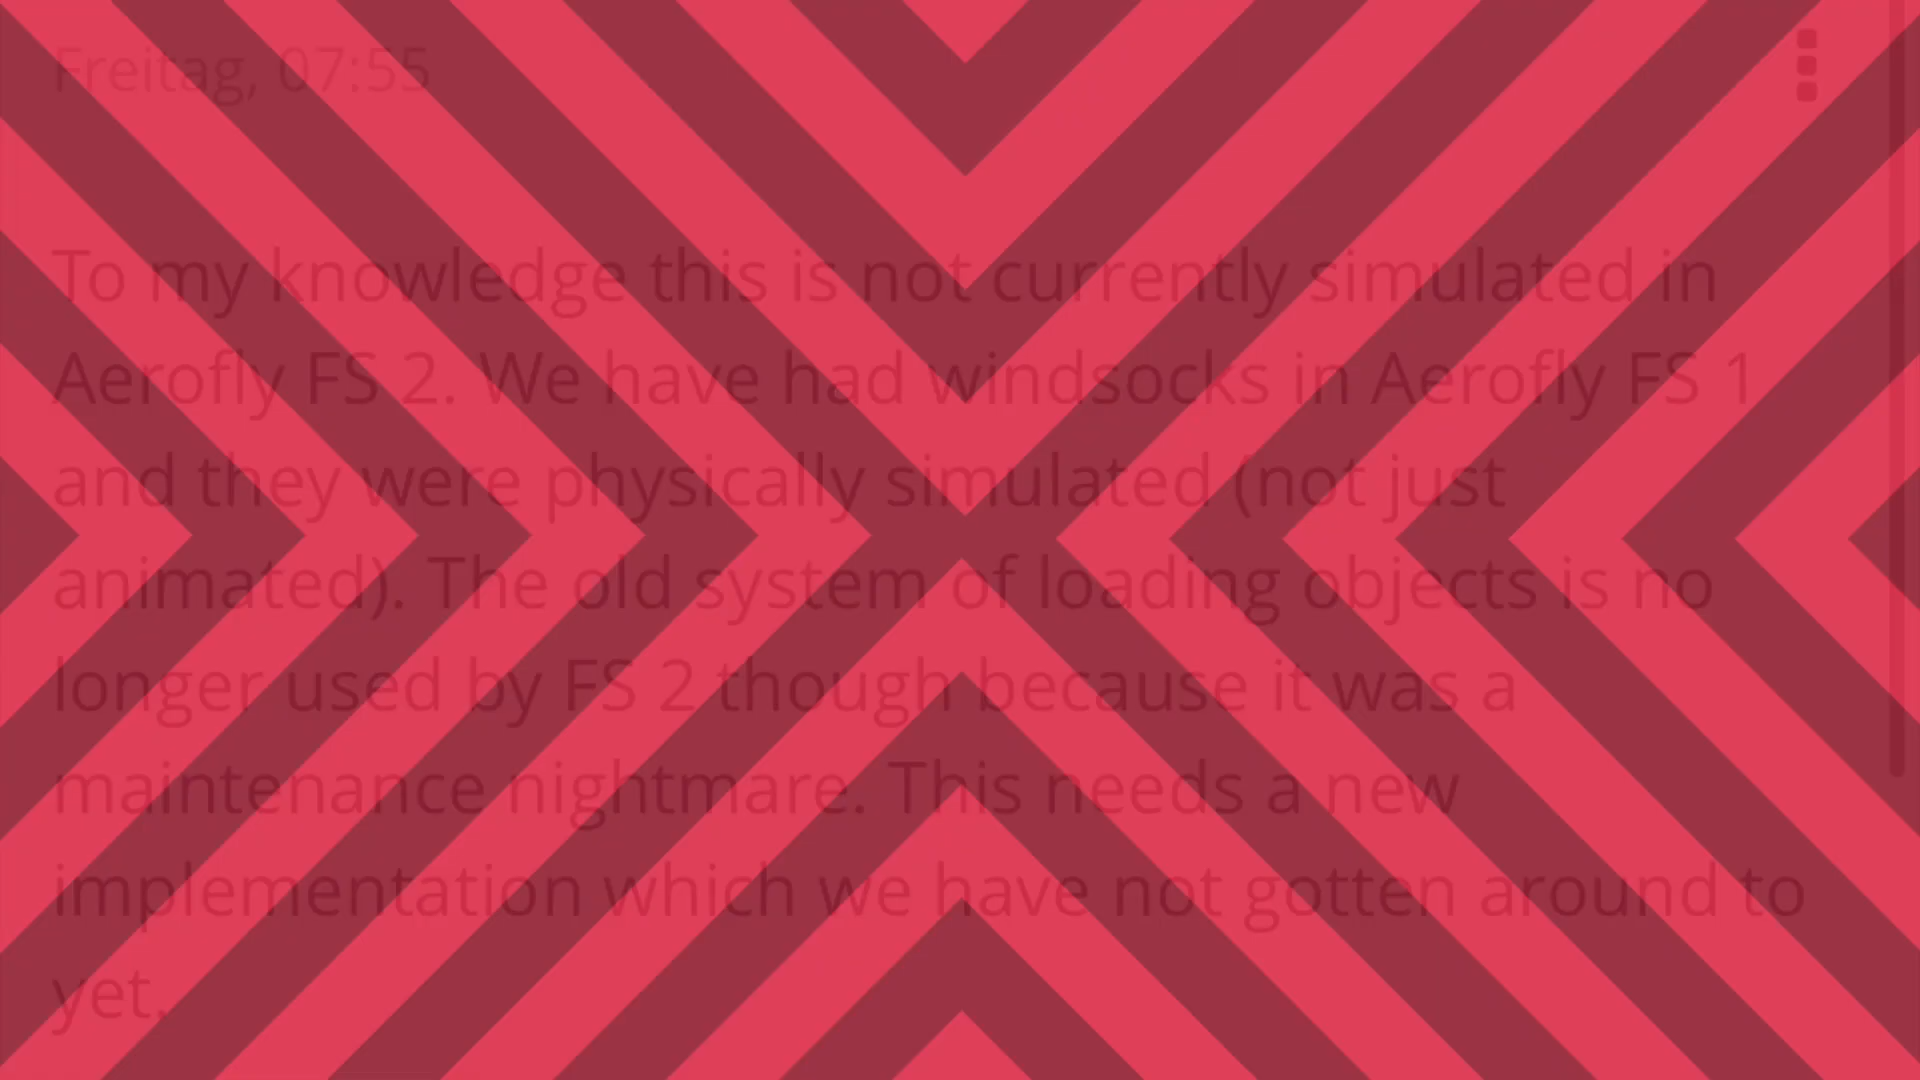 Freitag, 07:55
To my knowledge this is not currently simulated in
Aerofly FS 2. We have had windsocks in Aerofly FS 1
and they were physically simulated (not just
animated). The old system of loading objects is no
longer used by FS 2 though because it was a
maintenance nightmare. This needs a new
implementation which we have not gotten around to
yet.